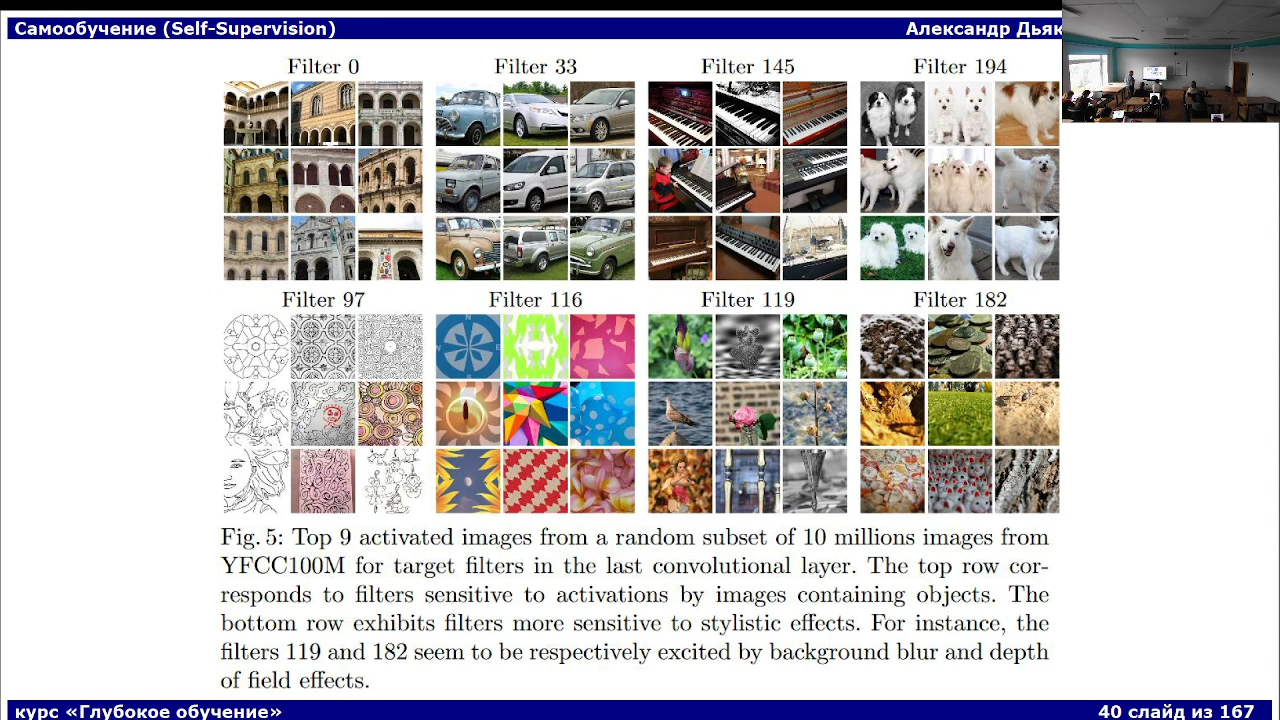 Самообучение (Self-Supervision)
Александр Дьяк
Filter 0
Filter 33
Filter 145
Filter 194
Filter 97
Filter 116
Filter 119
Filter 182
Fig. 5: Top 9 activated images from a random subset of 10 millions images from
YFCC100M for target filters in the last convolutional layer. The top row cor-
responds to filters sensitive to activations by images containing objects. The
bottom row exhibits filters more sensitive to stylistic effects. For instance, the
filters 119 and 182 seem to be respectively excited by background blur and depth
of field effects.
курс «Глубокое обучение»
40 слайд из 167